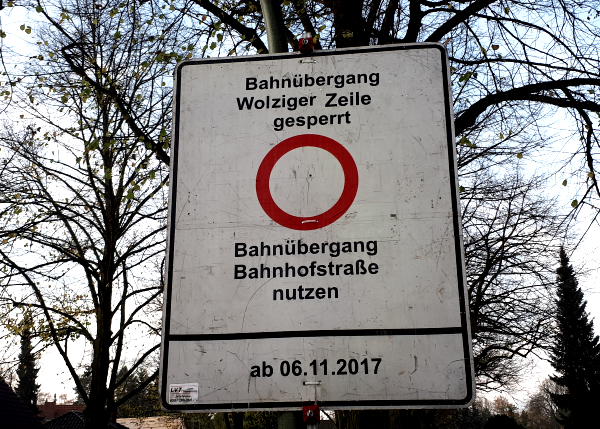 Bahnübergang
Wolziger Zeile
gesperrt
Bahnübergang
Bahnhofstraße
nutzen
ab 06.11.2017